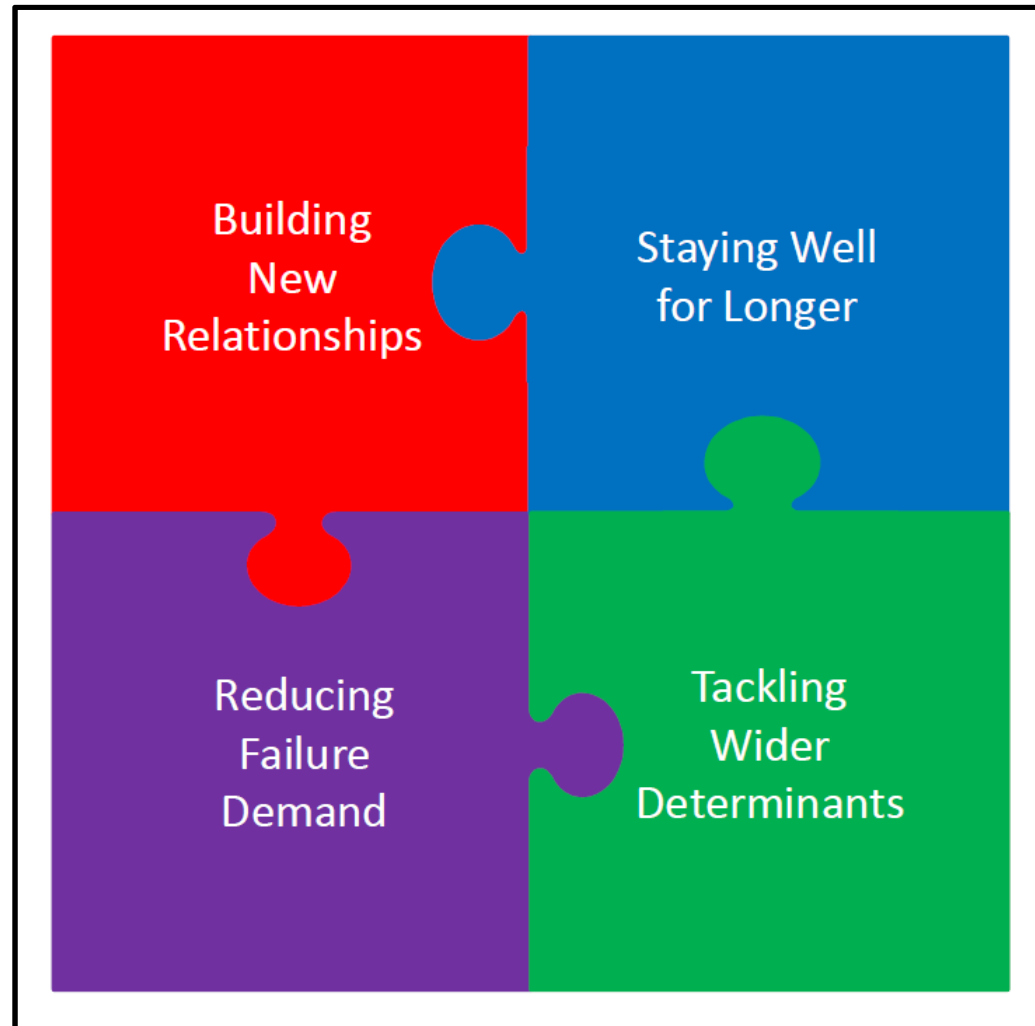 Building
New
Relationships
Staying Well
for Longer
Reducing
Failure
Demand
Tackling
Wider
Determinants